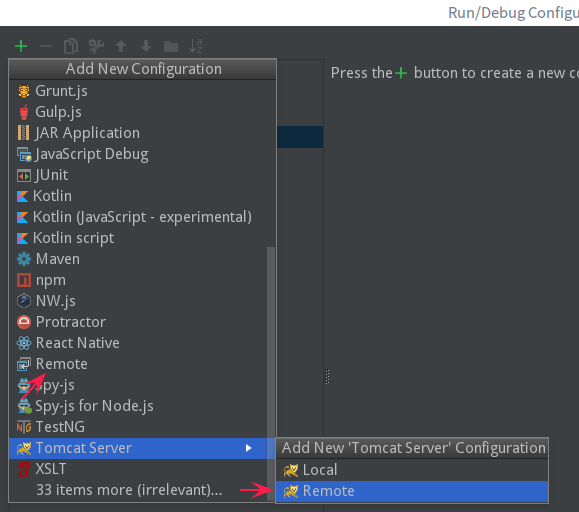 Run/Debug Configu
Add New Configuration
Press the + button to create a new co
Grunt.js
Gulp.js
JAR Application
JavaScript Debug
JUnit
Kotlin
Kotlin (JavaScript - experimental)
Kotlin script
Maven
npm
NW.js
Protractor
React Native
Remote
Spy-js
Spy-js for Node.js
TestNG
Tomcat Server
XSLT
33 items more (irrelevant)...
Add New 'Tomcat Server' Configuration
Local
Remote